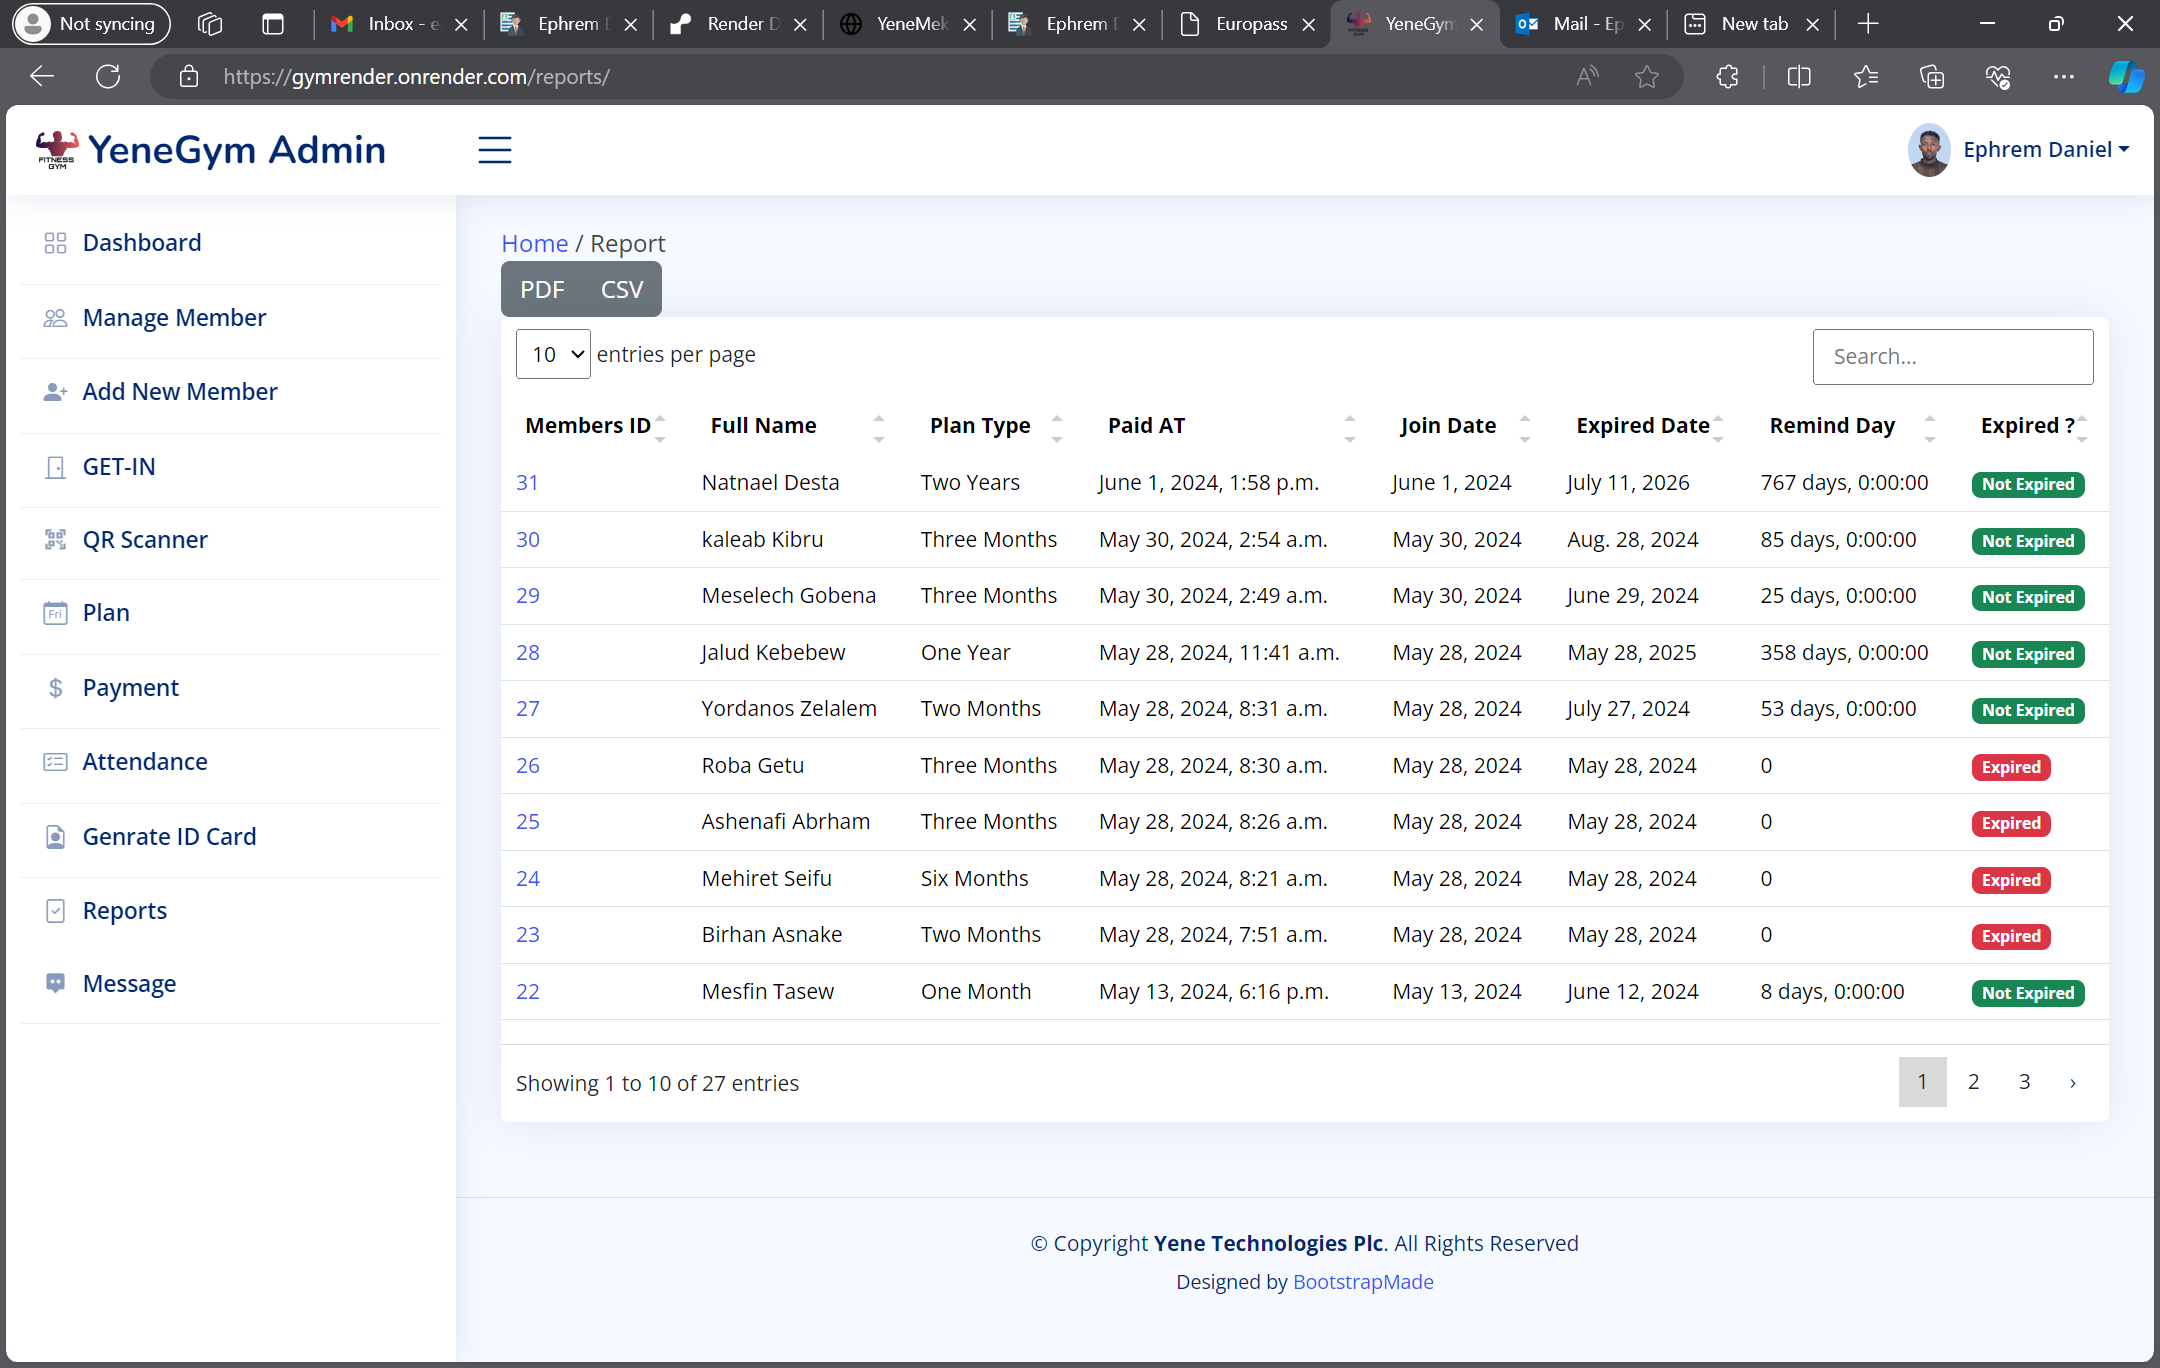 Not syncing
Inbox - e
Ephrem D
Render D
YeneMek
Ephrem D
Europass
YeneGym
Mail - Ep
New tab
https://gymrender.onrender.com/reports/
FITNESS GYM
YeneGym Admin
Ephrem Daniel
Dashboard
Manage Member
Add New Member
GET-IN
QR Scanner
Fri
Plan
$ Payment
Attendance
Genrate ID Card
Reports
Message
Home / Report
PDF CSV
10 entries per page
Search...
Members ID Full Name Plan Type Paid AT Join Date Expired Date Remind Day Expired ?
31 Natnael Desta Two Years June 1, 2024, 1:58 p.m. June 1, 2024 July 11, 2026 767 days, 0:00:00 Not Expired
30 kaleab Kibru Three Months May 30, 2024, 2:54 a.m. May 30, 2024 Aug. 28, 2024 85 days, 0:00:00 Not Expired
29 Meselech Gobena Three Months May 30, 2024, 2:49 a.m. May 30, 2024 June 29, 2024 25 days, 0:00:00 Not Expired
28 Jalud Kebebew One Year May 28, 2024, 11:41 a.m. May 28, 2024 May 28, 2025 358 days, 0:00:00 Not Expired
27 Yordanos Zelalem Two Months May 28, 2024, 8:31 a.m. May 28, 2024 July 27, 2024 53 days, 0:00:00 Not Expired
26 Roba Getu Three Months May 28, 2024, 8:30 a.m. May 28, 2024 May 28, 2024 0 Expired
25 Ashenafi Abrham Three Months May 28, 2024, 8:26 a.m. May 28, 2024 May 28, 2024 0 Expired
24 Mehiret Seifu Six Months May 28, 2024, 8:21 a.m. May 28, 2024 May 28, 2024 0 Expired
23 Birhan Asnake Two Months May 28, 2024, 7:51 a.m. May 28, 2024 May 28, 2024 0 Expired
22 Mesfin Tasew One Month May 13, 2024, 6:16 p.m. May 13, 2024 June 12, 2024 8 days, 0:00:00 Not Expired
Showing 1 to 10 of 27 entries
1 2 3 ›
© Copyright Yene Technologies Plc. All Rights Reserved
Designed by BootstrapMade